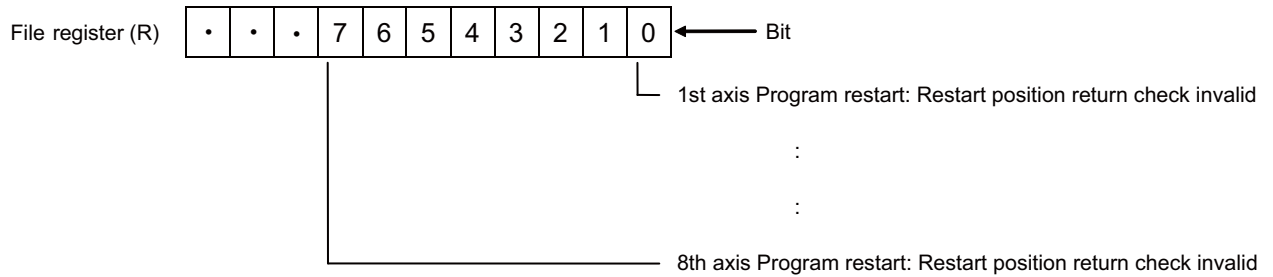 File register (R) • • • 7 6 5 4 3 2 1 0 Bit
1st axis Program restart: Restart position return check invalid
:
:
8th axis Program restart: Restart position return check invalid